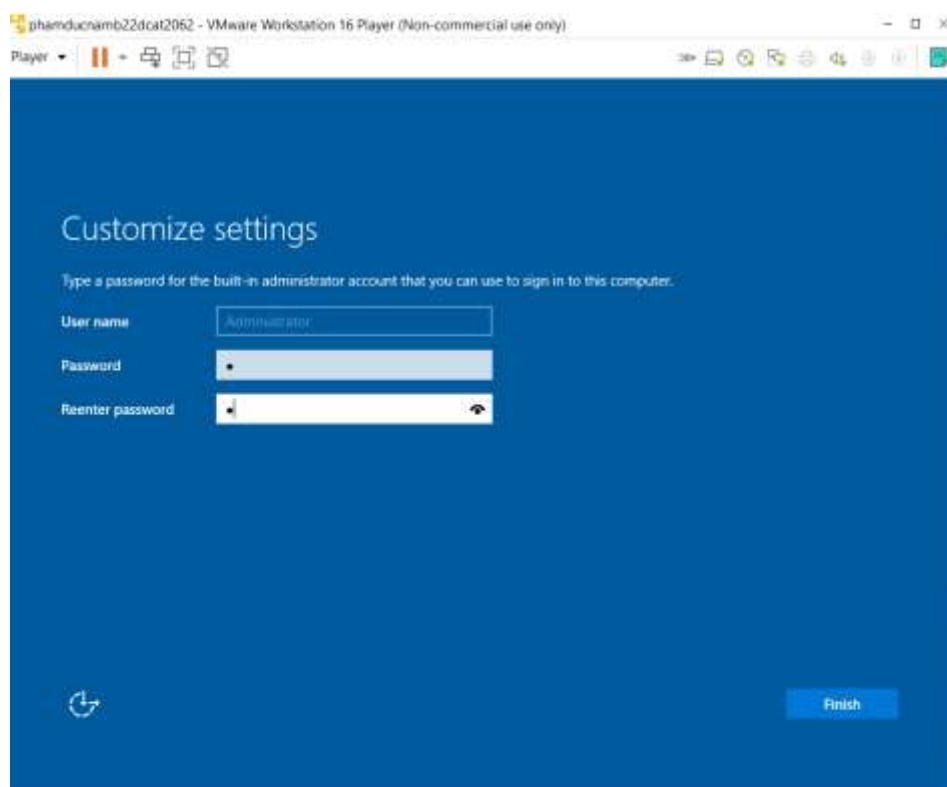 phamducnamb22dcat2062 - VMware Workstation 16 Player (Non-commercial use only)
Player
Customize settings
Type a password for the built-in administrator account that you can use to sign in to this computer.
User name
Administrator
Password
Reenter password
Finish